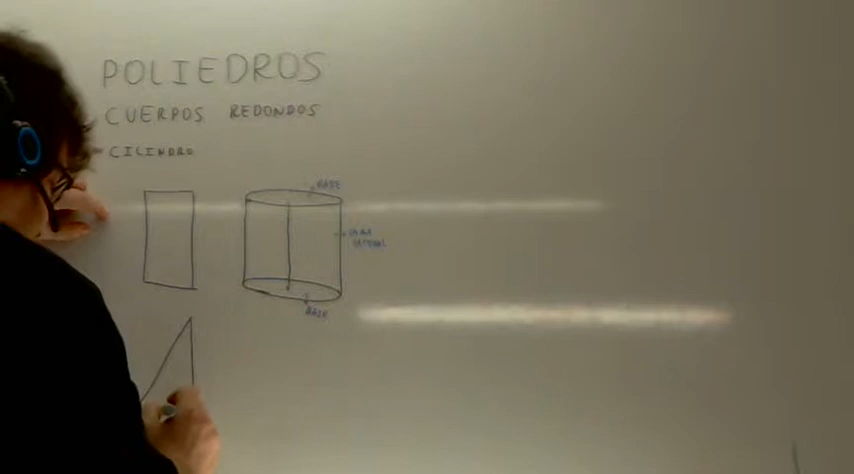 POLIEDROS
CUERPOS REDONDOS
CILINDRO
BASE
CARA
LATERAL
BASE